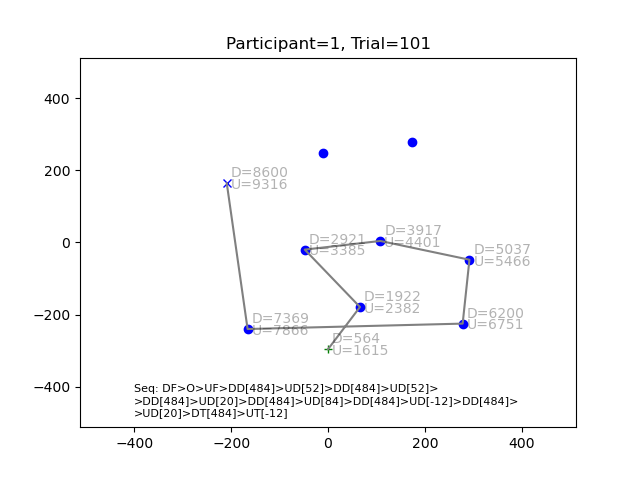 Participant=1, Trial=101
400
200
0
−200
−400
−400
−200
0
200
400
D=8600
U=9316
D=2921
U=3385
D=3917
U=4401
D=5037
U=5466
D=1922
U=2382
D=6200
U=6751
D=7369
U=7866
D=564
U=1615
Seq: DF>O>UF>DD[484]>UD[52]>DD[484]>UD[52]>
>DD[484]>UD[20]>DD[484]>UD[84]>DD[484]>UD[-12]>DD[484]>
>UD[20]>DT[484]>UT[-12]